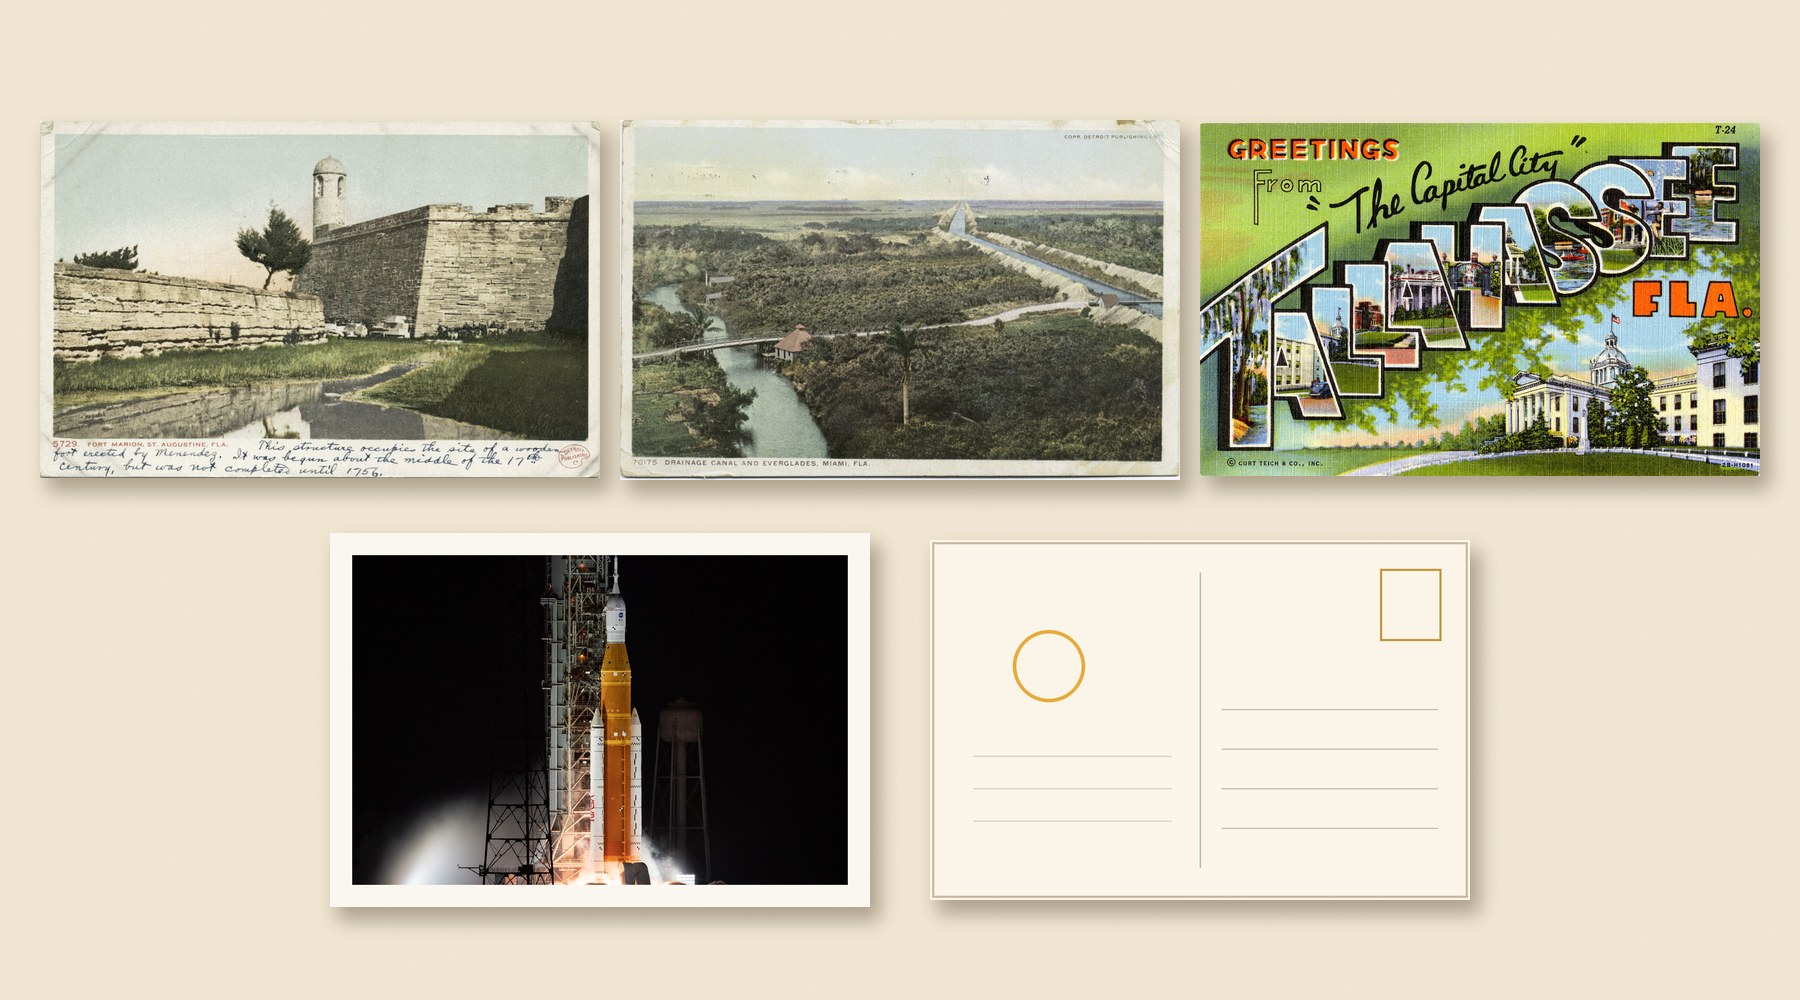 5729. FORT MARION, ST. AUGUSTINE, FLA.
This structure occupies the site of a wooden
fort erected by Menendez. It was begun about the middle of the 17th
Century, but was not completed until 1756.
COPR. DETROIT PUBLISHING
70175 DRAINAGE CANAL AND EVERGLADES, MIAMI, FLA.
T-24
GREETINGS
From
"The Capital City"
TALLAHASSEE
FLA.
© CURT TEICH & CO., INC.
2B-H1091